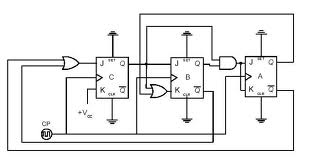 J SET Q
C
K CLR Q̅
J SET Q
B
K CLR Q̅
J SET Q
A
K CLR Q̅
CP
+Vcc